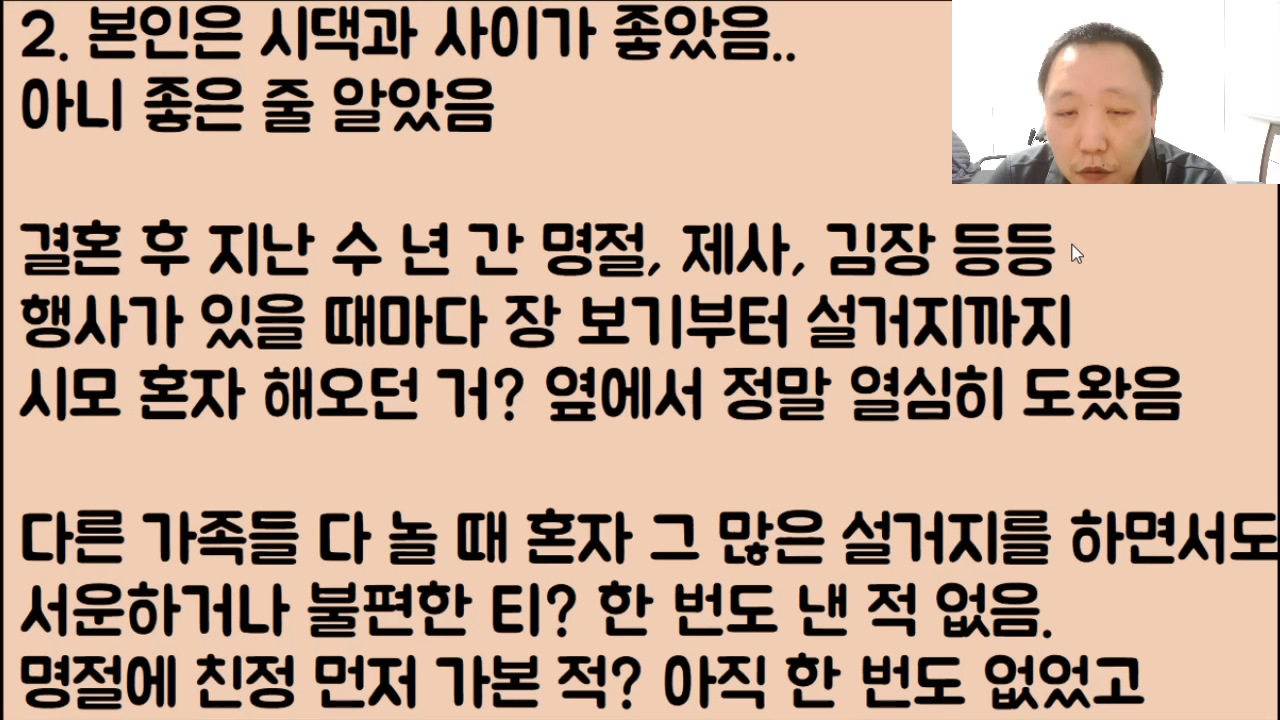 2. 본인은 시댁과 사이가 좋았음..
아니 좋은 줄 알았음
결혼 후 지난 수 년 간 명절, 제사, 김장 등등
행사가 있을 때마다 장 보기부터 설거지까지
시모 혼자 해오던 거? 옆에서 정말 열심히 도왔음
다른 가족들 다 놀 때 혼자 그 많은 설거지를 하면서도
서운하거나 불편한 티? 한 번도 낸 적 없음.
명절에 친정 먼저 가본 적? 아직 한 번도 없었고